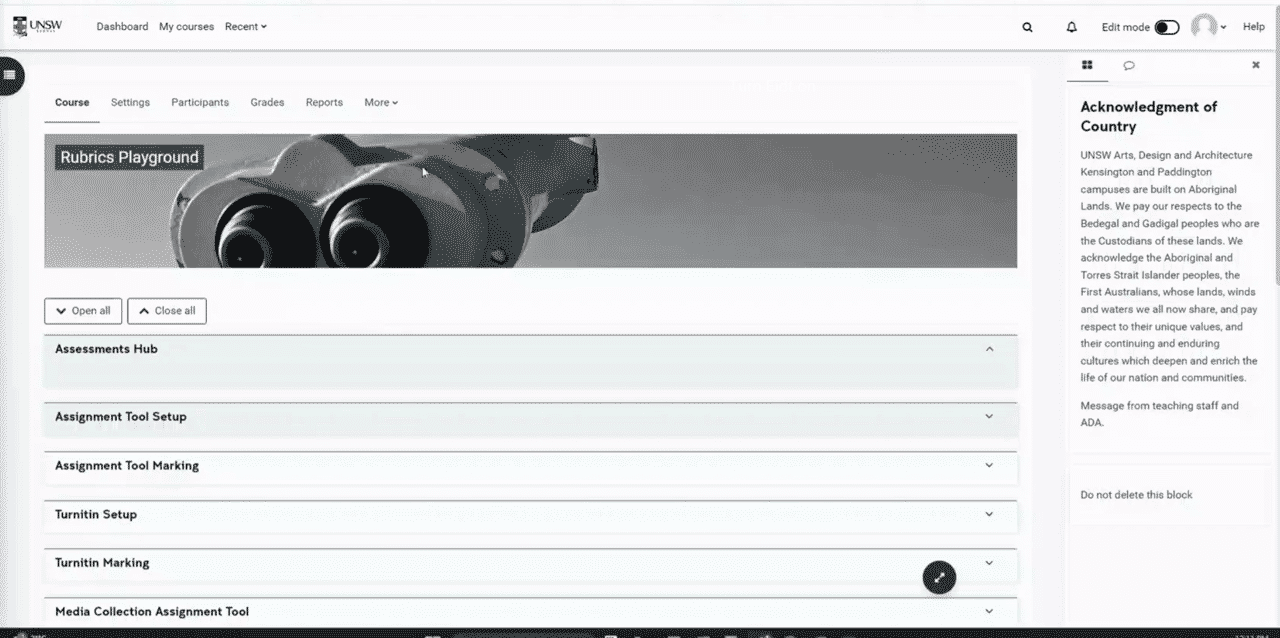 UNSW
Dashboard
My courses
Recent
Edit mode
Help
Course
Settings
Participants
Grades
Reports
More
Rubrics Playground
Open all
Close all
Assessments Hub
Assignment Tool Setup
Assignment Tool Marking
Turnitin Setup
Turnitin Marking
Media Collection Assignment Tool
Acknowledgment of
Country
UNSW Arts, Design and Architecture
Kensington and Paddington
campuses are built on Aboriginal
Lands. We pay our respects to the
Bedegal and Gadigal peoples who are
the Custodians of these lands. We
acknowledge the Aboriginal and
Torres Strait Islander peoples, the
First Australians, whose lands, winds
and waters we all now share, and pay
respect to their unique values, and
their continuing and enduring
cultures which deepen and enrich the
life of our nation and communities.
Message from teaching staff and
ADA.
Do not delete this block